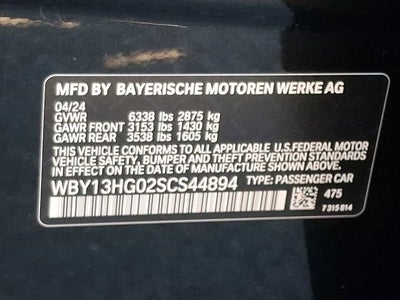 MFD BY BAYERISCHE MOTOREN WERKE AG
04/24
GVWR 6338 lbs 2875 kg
GAWR FRONT 3153 lbs 1430 kg
GAWR REAR 3538 lbs 1605 kg
THIS VEHICLE CONFORMS TO ALL APPLICABLE U.S.FEDERAL MOTOR
VEHICLE SAFETY, BUMPER AND THEFT PREVENTION STANDARDS
IN EFFECT ON THE DATE OF MANUFACTURE SHOWN ABOVE.
WBY13HG02SCS44894 TYPE: PASSENGER CAR
475
7 315 814